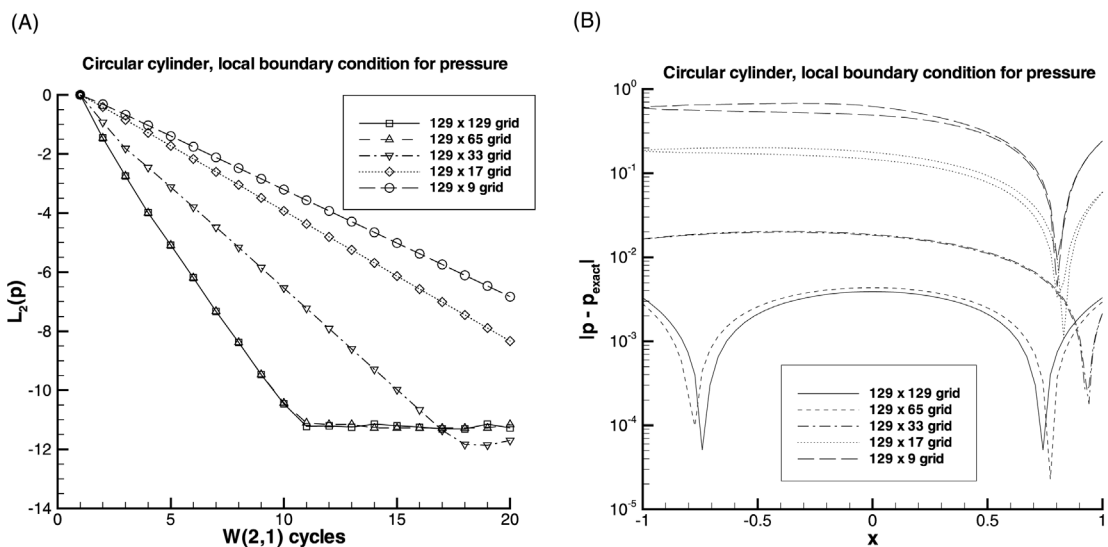 (A)
Circular cylinder, local boundary condition for pressure
0
-2
-4
-6
-8
-10
-12
-14
L2(p)
129 x 129 grid
129 x 65 grid
129 x 33 grid
129 x 17 grid
129 x 9 grid
0
5
10
15
20
W(2,1) cycles
(B)
Circular cylinder, local boundary condition for pressure
10^0
10^-1
10^-2
10^-3
10^-4
10^-5
|p - p_exact|
129 x 129 grid
129 x 65 grid
129 x 33 grid
129 x 17 grid
129 x 9 grid
-1
-0.5
0
0.5
1
x